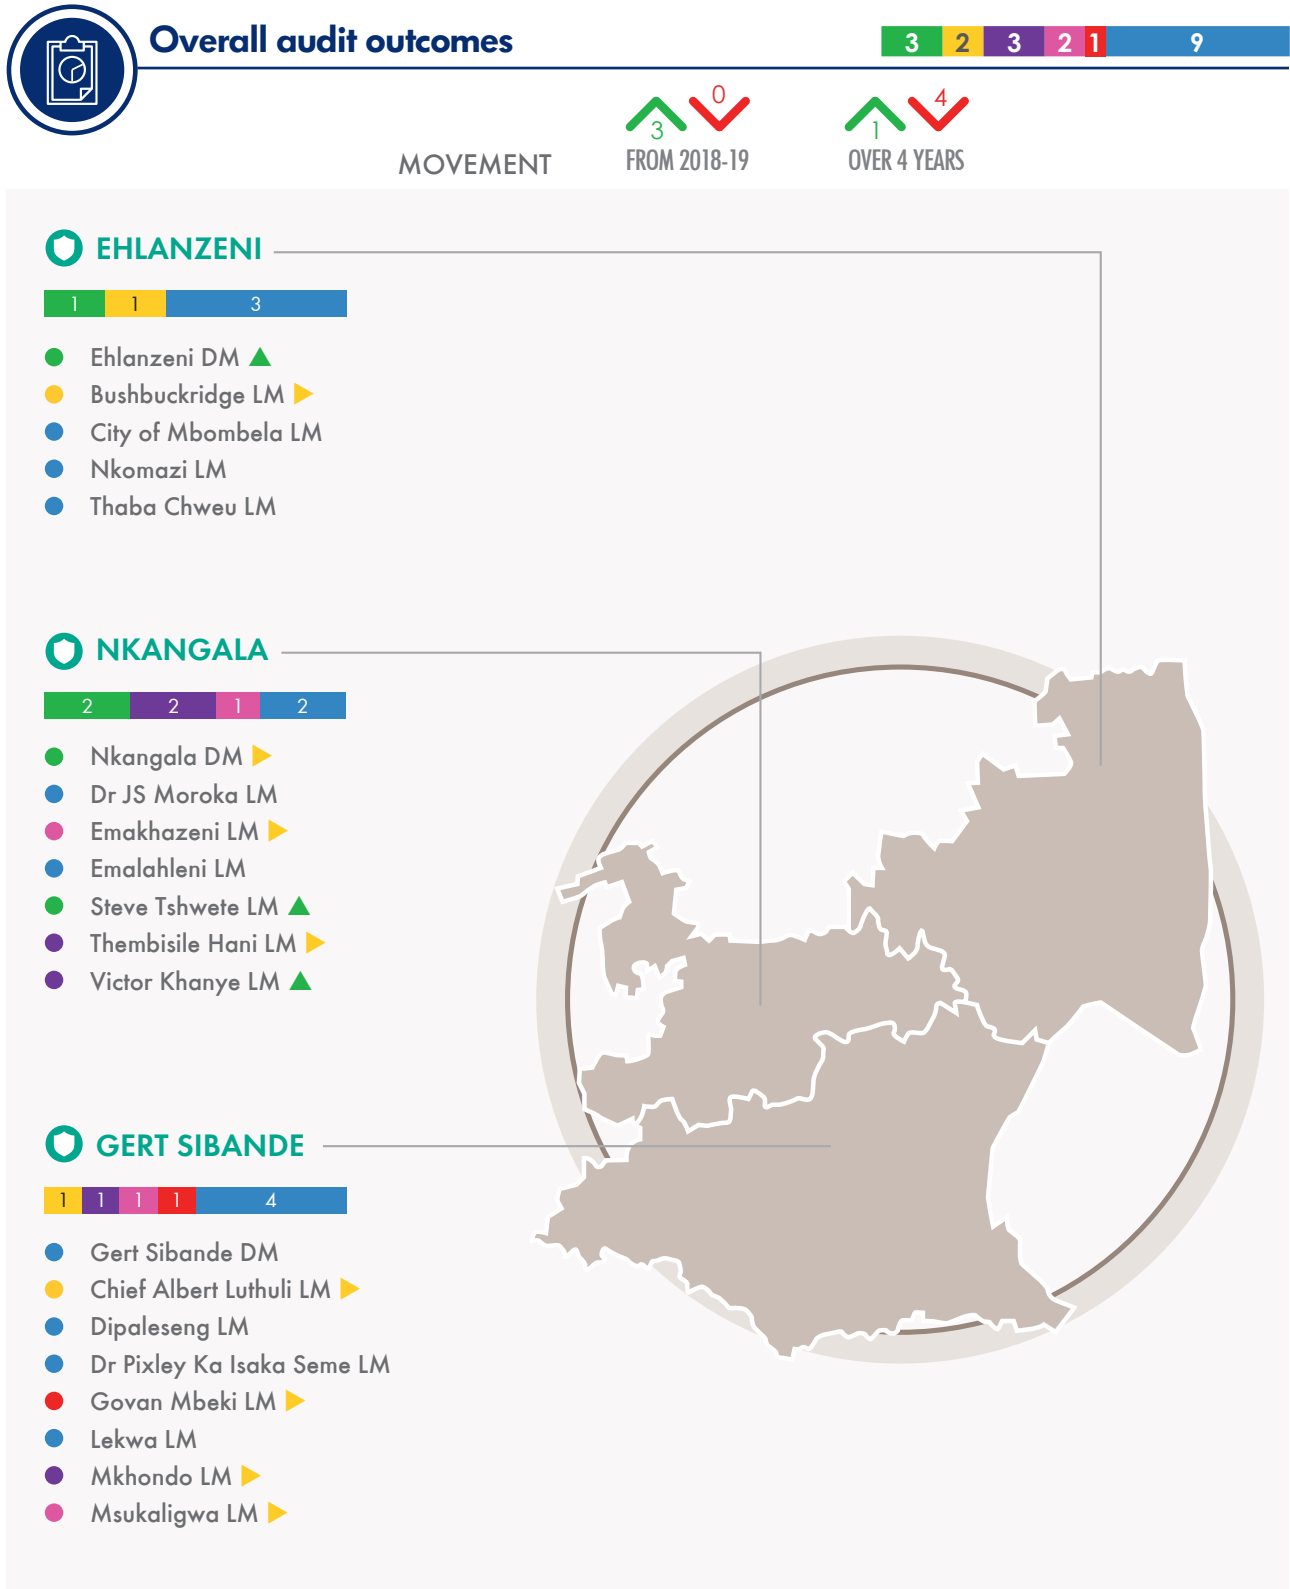 Overall audit outcomes
3 2 3 2 1 9
3 0 1 4
MOVEMENT FROM 2018-19 OVER 4 YEARS
EHLANZENI
1 1 3
Ehlanzeni DM
Bushbuckridge LM
City of Mbombela LM
Nkomazi LM
Thaba Chweu LM
NKANGALA
2 2 1 2
Nkangala DM
Dr JS Moroka LM
Emakhazeni LM
Emalahleni LM
Steve Tshwete LM
Thembisile Hani LM
Victor Khanye LM
GERT SIBANDE
1 1 1 1 4
Gert Sibande DM
Chief Albert Luthuli LM
Dipaleseng LM
Dr Pixley Ka Isaka Seme LM
Govan Mbeki LM
Lekwa LM
Mkhondo LM
Msukaligwa LM